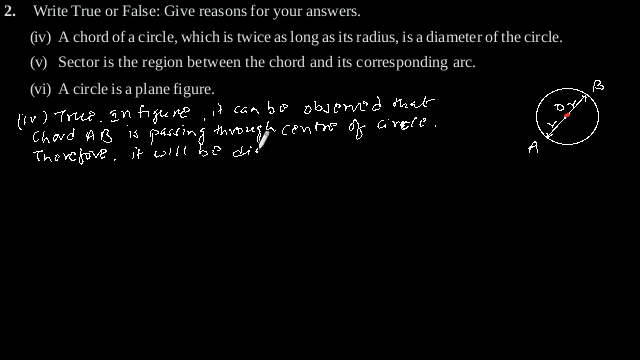 2. Write True or False: Give reasons for your answers.
(iv) A chord of a circle, which is twice as long as its radius, is a diameter of the circle.
(v) Sector is the region between the chord and its corresponding arc.
(vi) A circle is a plane figure.
(iv) True. In figure, it can be observed that
chord AB is passing through centre of circle.
Therefore, it will be di
B
O r
r
A